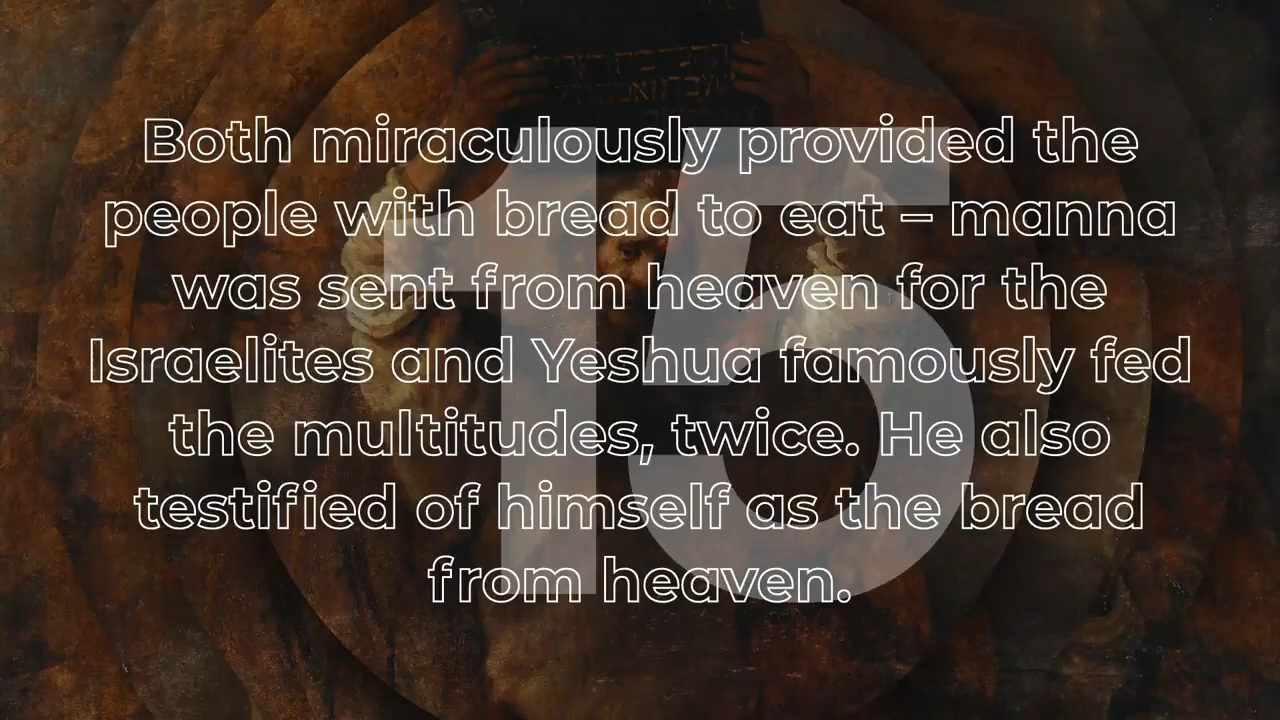 15
Both miraculously provided the
people with bread to eat – manna
was sent from heaven for the
Israelites and Yeshua famously fed
the multitudes, twice. He also
testified of himself as the bread
from heaven.